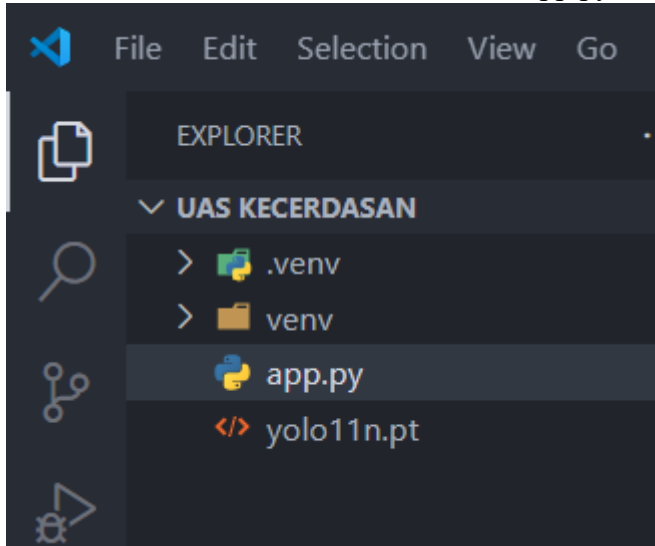 File Edit Selection View Go
EXPLORER
UAS KECERDASAN
.venv
venv
app.py
yolo11n.pt